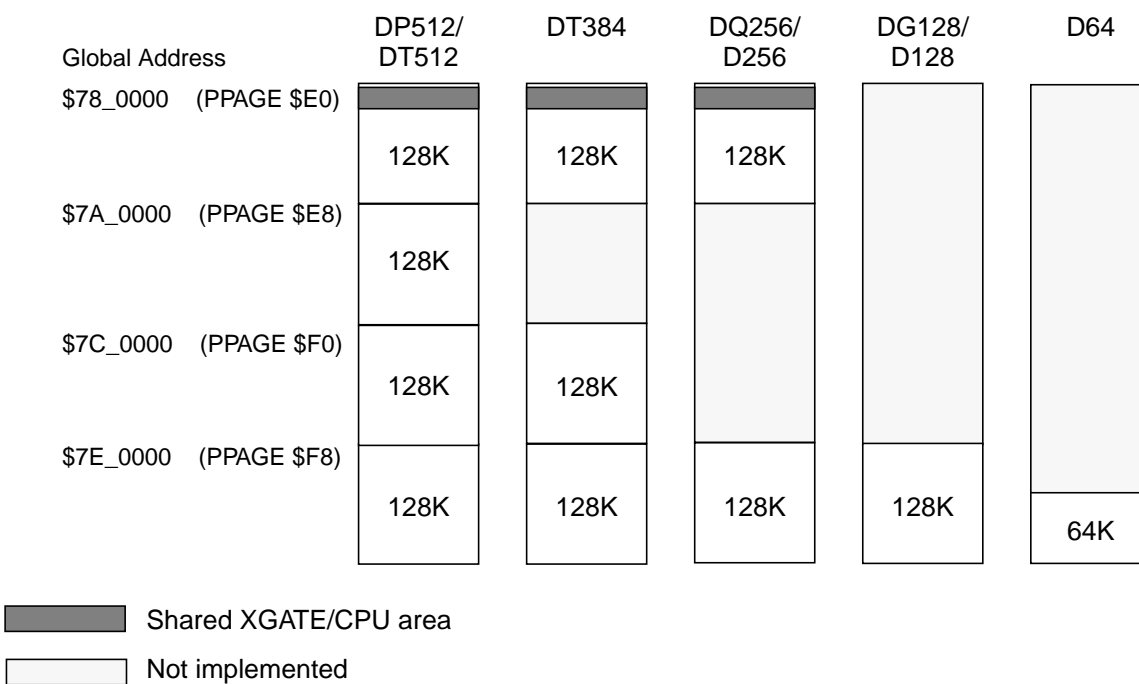 DP512/ DT384 DQ256/ DG128/ D64
Global Address DT512 D256 D128
$78_0000 (PPAGE $E0)
128K 128K 128K
$7A_0000 (PPAGE $E8)
128K
$7C_0000 (PPAGE $F0)
128K 128K
$7E_0000 (PPAGE $F8)
128K 128K 128K 128K
64K
Shared XGATE/CPU area
Not implemented